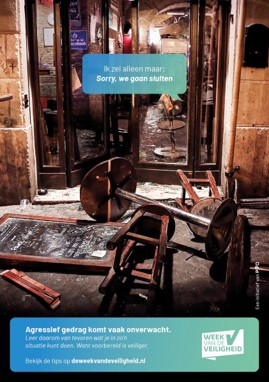 Ik zei alleen maar:
Sorry, we gaan sluiten
Agressief gedrag komt vaak onverwacht.
Leer daarom van tevoren wat je in zo'n
situatie kunt doen. Want voorbereid is veiliger.
Bekijk de tips op deweekvandeveiligheid.nl
WEEK
VAN DE
VEILIGHEID
Een initiatief van